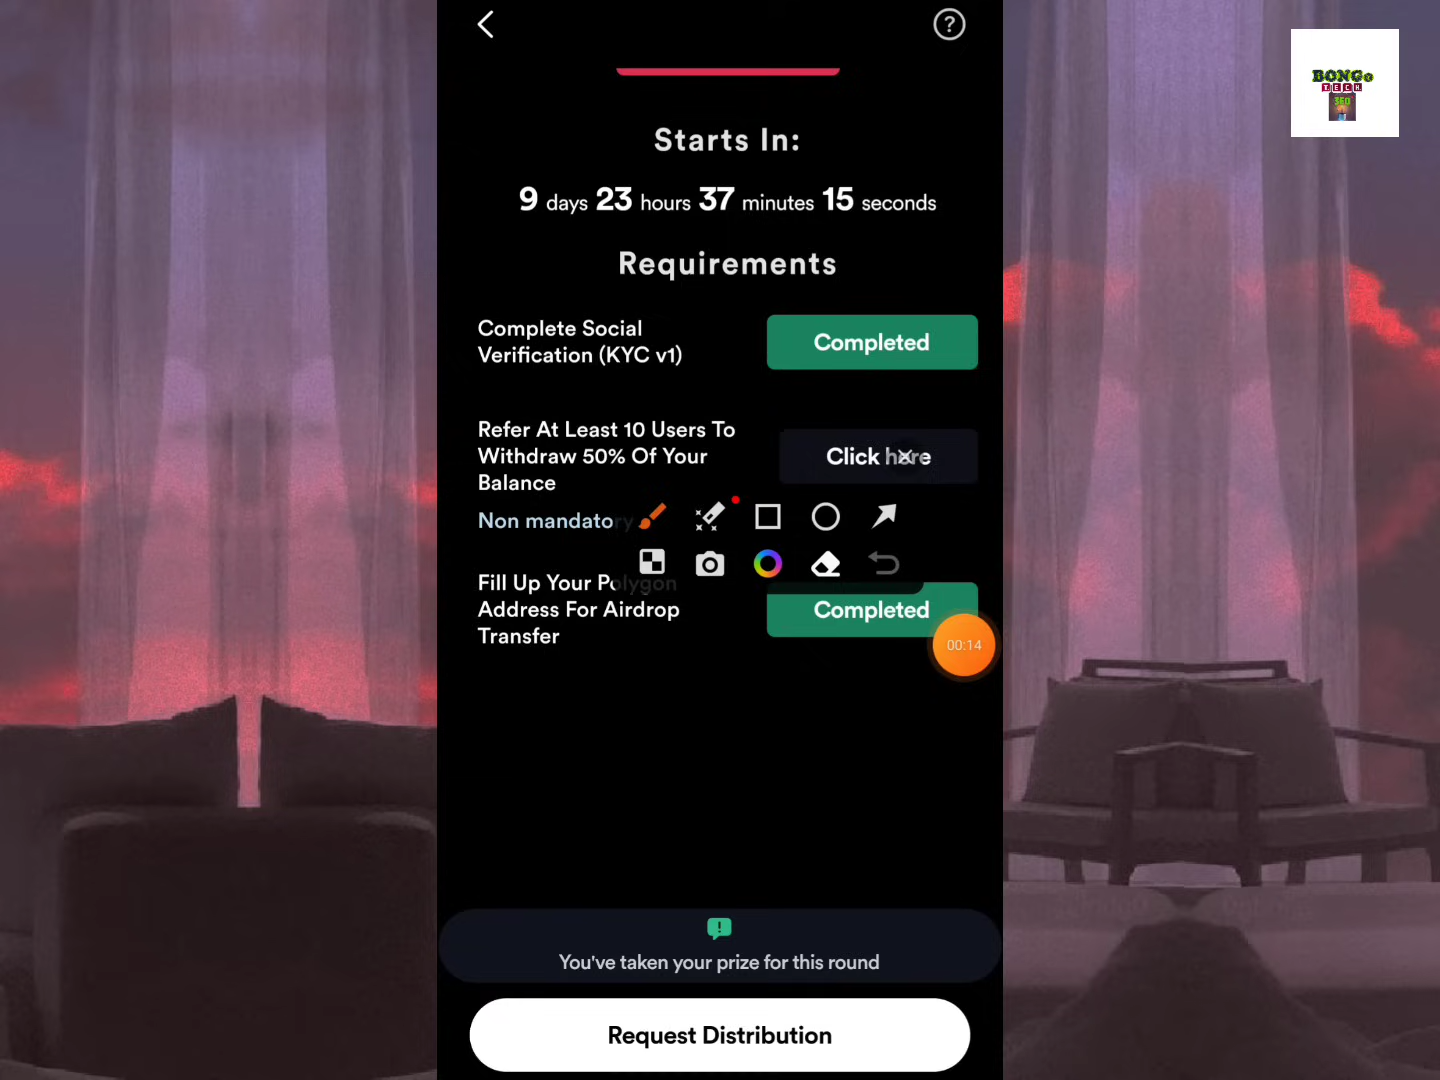 BONGO
TECH
360
Starts In:
9 days 23 hours 37 minutes 15 seconds
Requirements
Complete Social
Verification (KYC v1)
Completed
Refer At Least 10 Users To
Withdraw 50% Of Your
Balance
Click here
Non mandatory
Fill Up Your Polygon
Address For Airdrop
Transfer
Completed
00:14
You've taken your prize for this round
Request Distribution